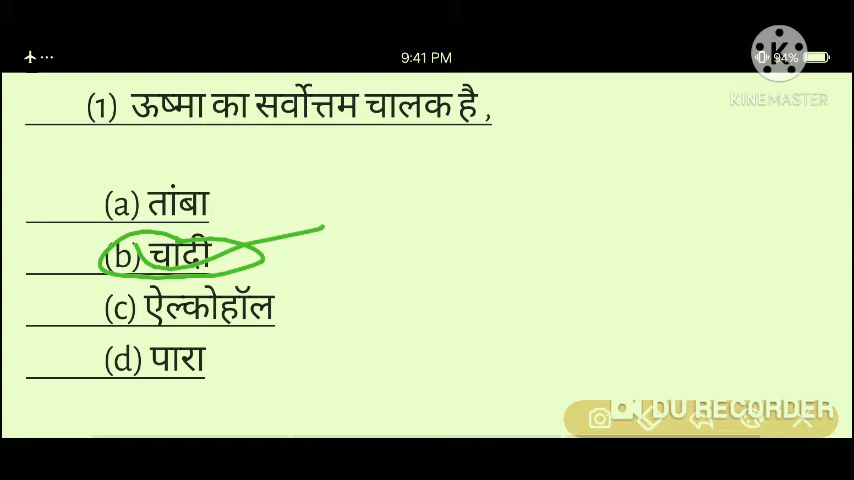 9:41 PM
94%
K
KINEMASTER
(1) ऊष्मा का सर्वोत्तम चालक है ,
(a) तांबा
(b) चादी
(c) ऐल्कोहॉल
(d) पारा
DU RECORDER